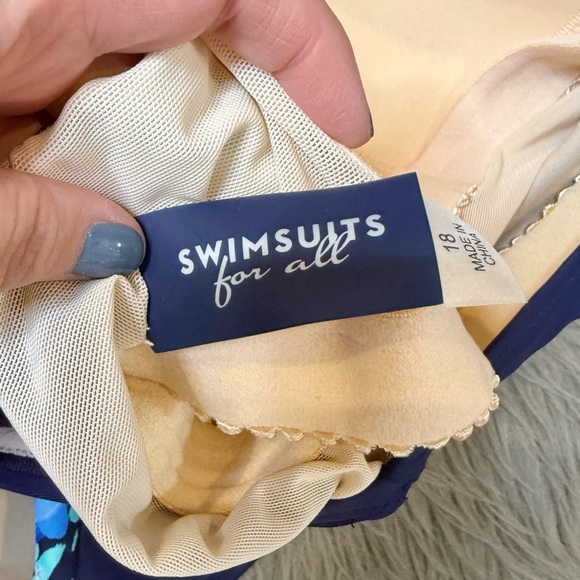 SWIMSUITS
for all
18
MADE IN
CHINA